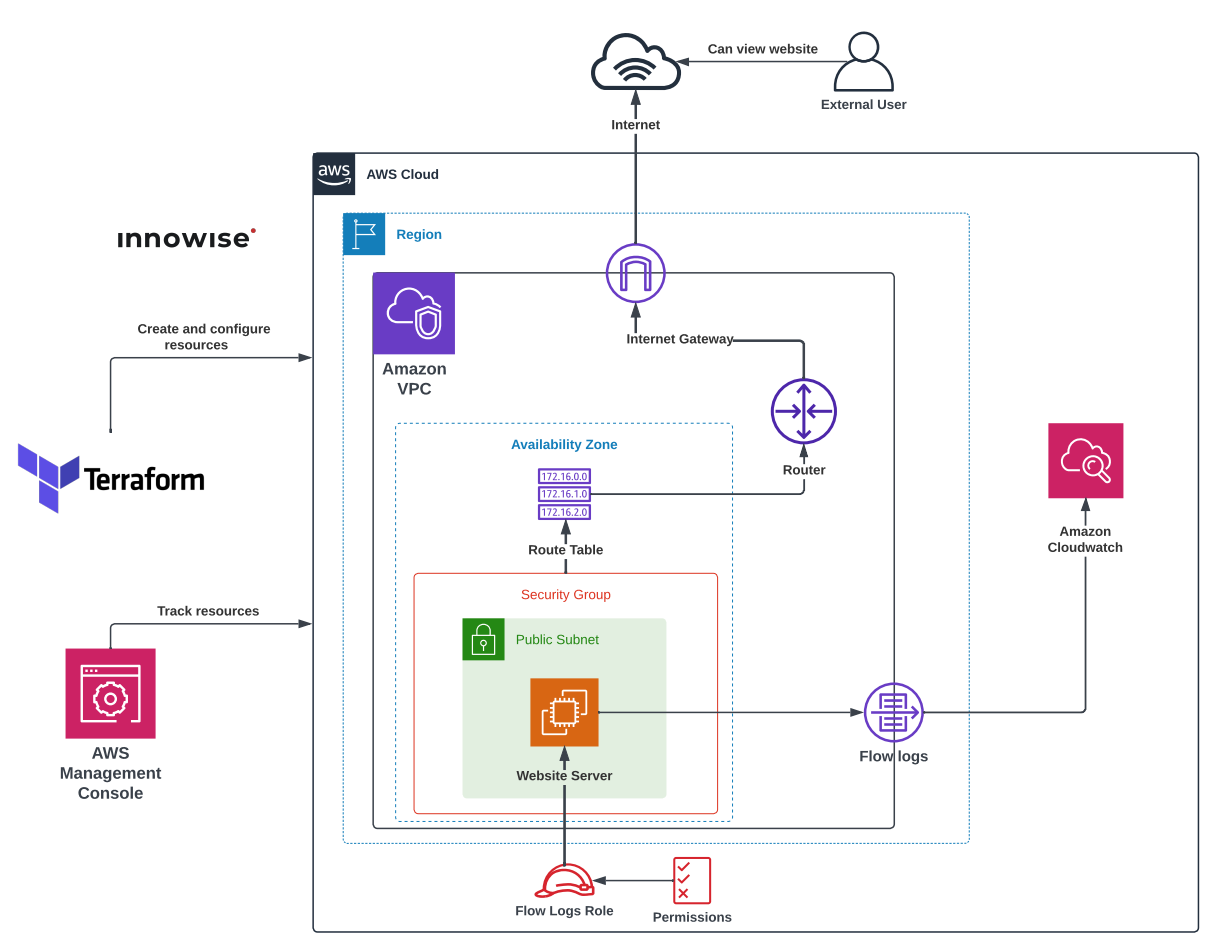 Can view website
External User
Internet
aws
AWS Cloud
ınnowıse
Region
Create and configure
resources
Internet Gateway
Amazon
VPC
Availability Zone
172.16.0.0
172.16.1.0
172.16.2.0
Router
Terraform
Route Table
Amazon
Cloudwatch
Security Group
Track resources
Public Subnet
AWS
Management
Console
Flow logs
Website Server
Flow Logs Role
Permissions